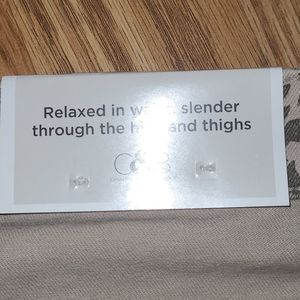 Relaxed in slender
through the and thighs